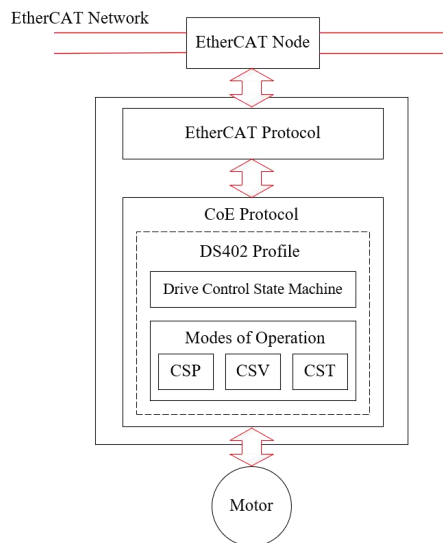 EtherCAT Network
EtherCAT Node
EtherCAT Protocol
CoE Protocol
DS402 Profile
Drive Control State Machine
Modes of Operation
CSP CSV CST
Motor